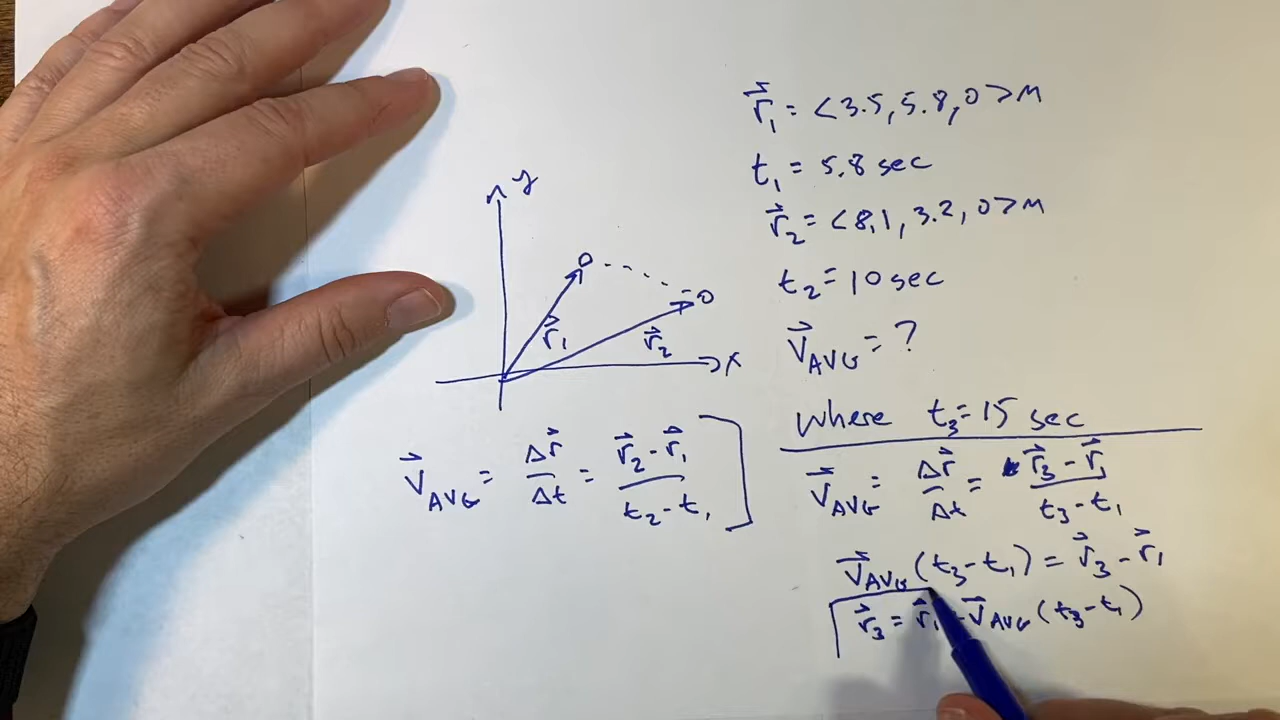 y
x
r⃗₁
r⃗₂
v⃗AVG = Δr⃗/Δt = (r⃗₂ - r⃗₁)/(t₂ - t₁)
r⃗₁ = <3.5, 5.8, 0> m
t₁ = 5.8 sec
r⃗₂ = <8.1, 3.2, 0> m
t₂ = 10 sec
v⃗AVG = ?
Where t₃ = 15 sec
v⃗AVG = Δr⃗/Δt = (r⃗₃ - r⃗₁)/(t₃ - t₁)
v⃗AVG (t₃ - t₁) = r⃗₃ - r⃗₁
r⃗₃ = r⃗₁ v⃗AVG (t₃ - t₁)